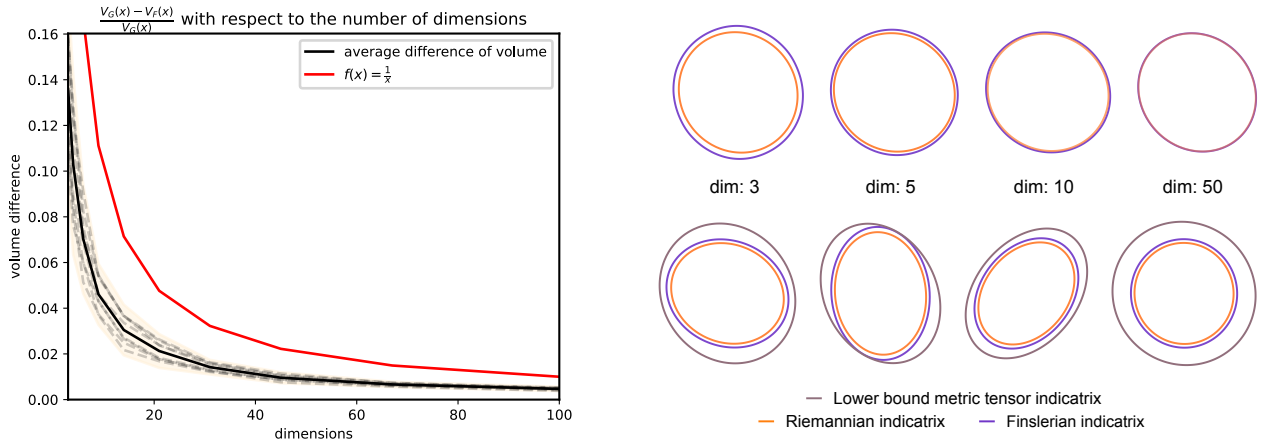 V_G(x) − V_F(x) / V_G(x) with respect to the number of dimensions
average difference of volume
f(x) = 1/x
volume difference
0.16
0.14
0.12
0.10
0.08
0.06
0.04
0.02
0.00
20
40
60
80
100
dimensions
dim: 3
dim: 5
dim: 10
dim: 50
Lower bound metric tensor indicatrix
Riemannian indicatrix
Finslerian indicatrix